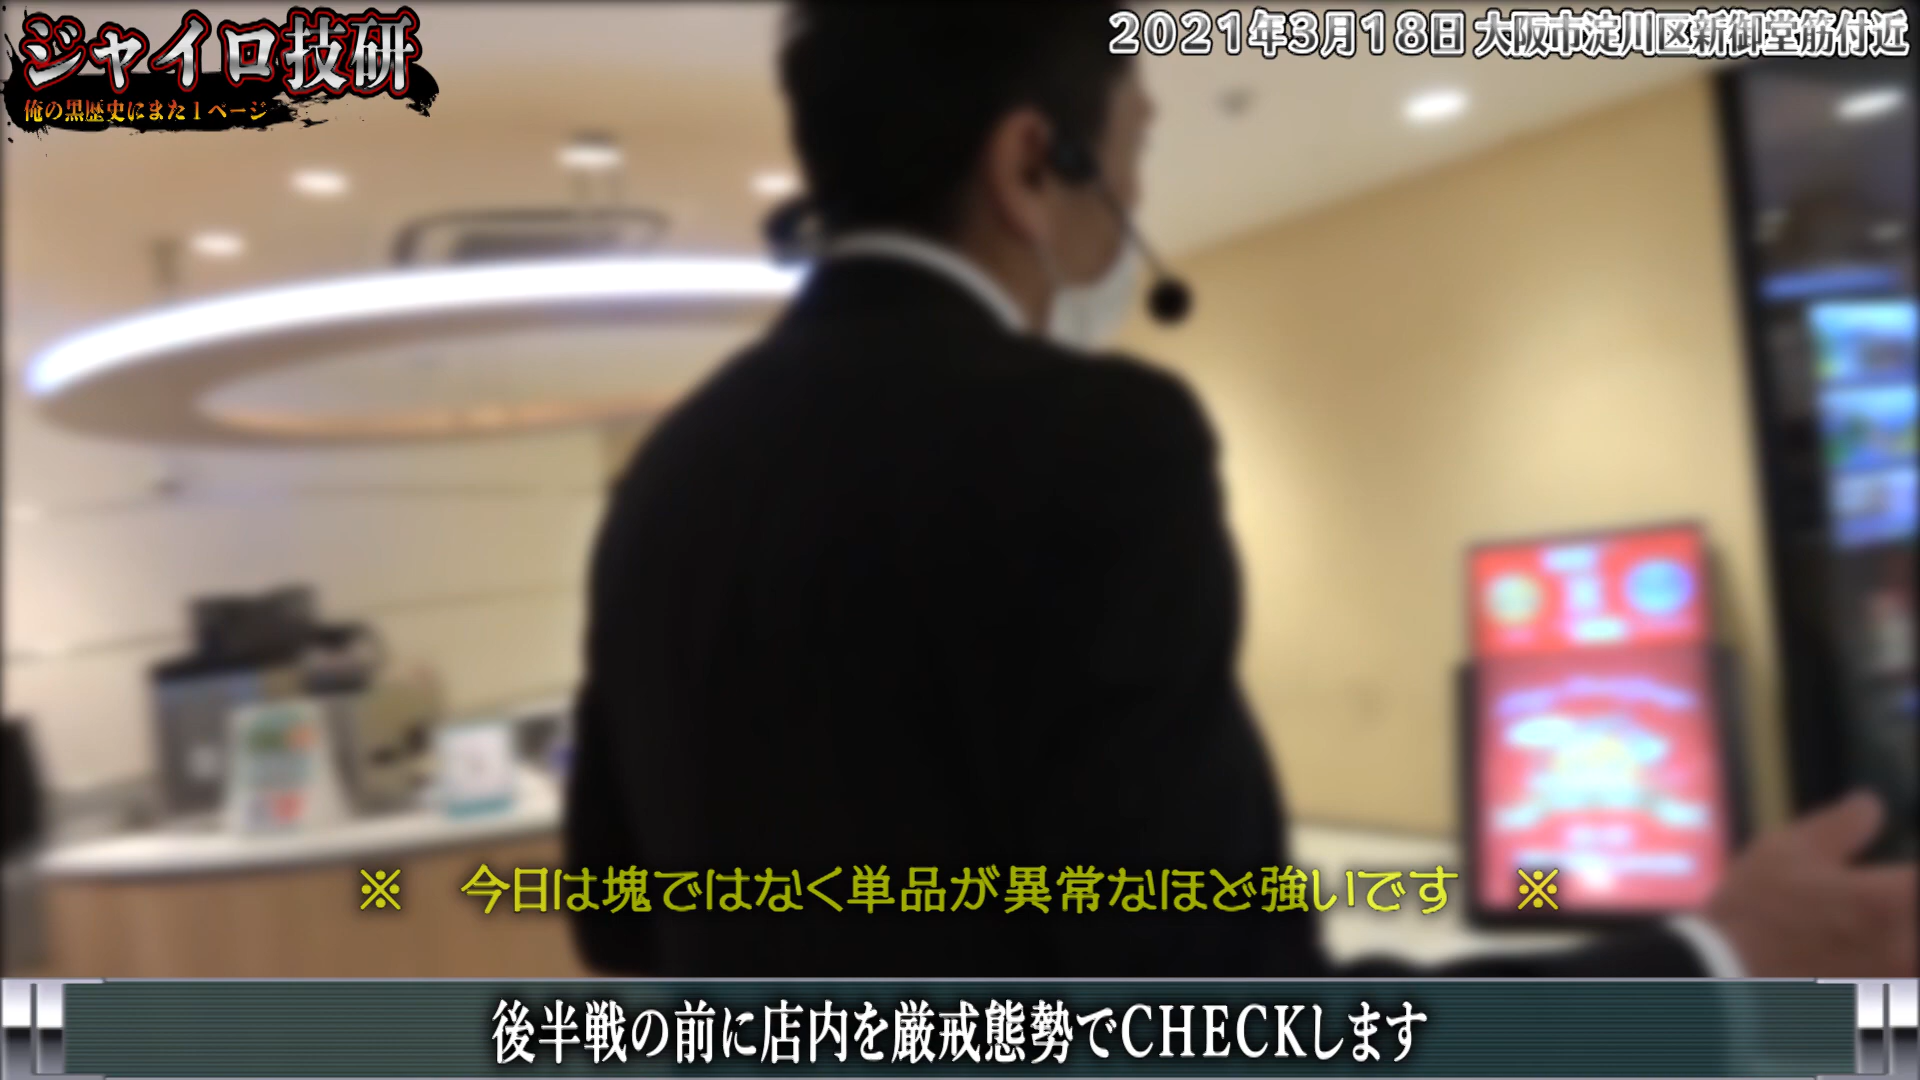 ジャイロ技研
俺の黒歴史にまた1ページ
2021年3月18日 大阪市淀川区新御堂筋付近
※ 今日は塊ではなく単品が異常なほど強いです ※
後半戦の前に店内を厳戒態勢でCHECKします